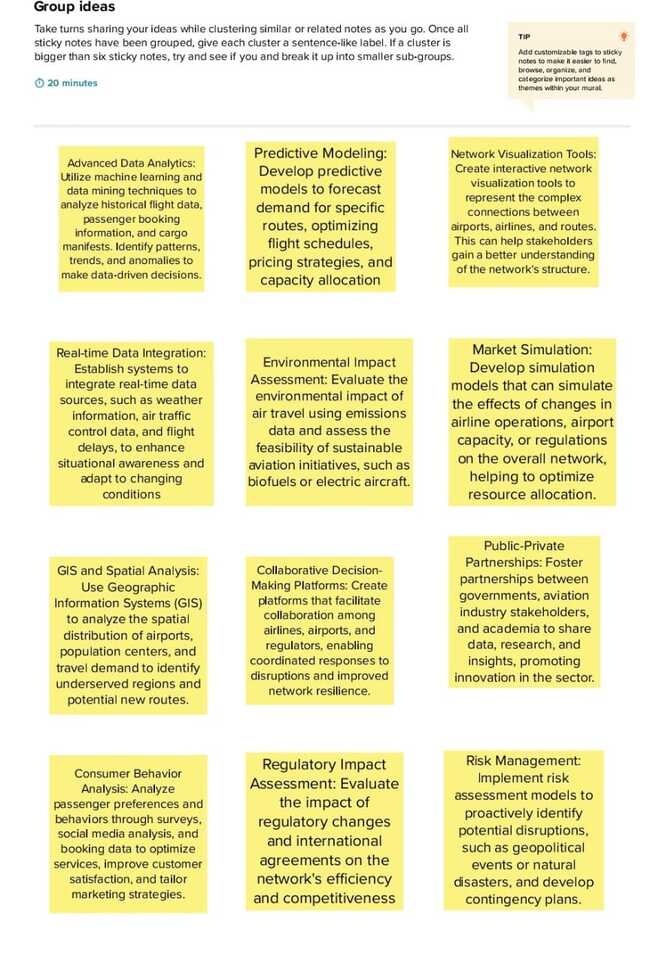 Group ideas
Take turns sharing your ideas while clustering similar or related notes as you go. Once all
sticky notes have been grouped, give each cluster a sentence-like label. If a cluster is
bigger than six sticky notes, try and see if you and break it up into smaller sub-groups.
20 minutes
TIP
Add customizable tags to sticky
notes to make it easier to find,
browse, organize, and
categorize important ideas as
themes within your mural.
Advanced Data Analytics:
Utilize machine learning and
data mining techniques to
analyze historical flight data,
passenger booking
information, and cargo
manifests. Identify patterns,
trends, and anomalies to
make data-driven decisions.
Predictive Modeling:
Develop predictive
models to forecast
demand for specific
routes, optimizing
flight schedules,
pricing strategies, and
capacity allocation
Network Visualization Tools:
Create interactive network
visualization tools to
represent the complex
connections between
airports, airlines, and routes.
This can help stakeholders
gain a better understanding
of the network's structure.
Real-time Data Integration:
Establish systems to
integrate real-time data
sources, such as weather
information, air traffic
control data, and flight
delays, to enhance
situational awareness and
adapt to changing
conditions
Environmental Impact
Assessment: Evaluate the
environmental impact of
air travel using emissions
data and assess the
feasibility of sustainable
aviation initiatives, such as
biofuels or electric aircraft.
Market Simulation:
Develop simulation
models that can simulate
the effects of changes in
airline operations, airport
capacity, or regulations
on the overall network,
helping to optimize
resource allocation.
GIS and Spatial Analysis:
Use Geographic
Information Systems (GIS)
to analyze the spatial
distribution of airports,
population centers, and
travel demand to identify
underserved regions and
potential new routes.
Collaborative Decision-
Making Platforms: Create
platforms that facilitate
collaboration among
airlines, airports, and
regulators, enabling
coordinated responses to
disruptions and improved
network resilience.
Public-Private
Partnerships: Foster
partnerships between
governments, aviation
industry stakeholders,
and academia to share
data, research, and
insights, promoting
innovation in the sector.
Consumer Behavior
Analysis: Analyze
passenger preferences and
behaviors through surveys,
social media analysis, and
booking data to optimize
services, improve customer
satisfaction, and tailor
marketing strategies.
Regulatory Impact
Assessment: Evaluate
the impact of
regulatory changes
and international
agreements on the
network's efficiency
and competitiveness
Risk Management:
Implement risk
assessment models to
proactively identify
potential disruptions,
such as geopolitical
events or natural
disasters, and develop
contingency plans.